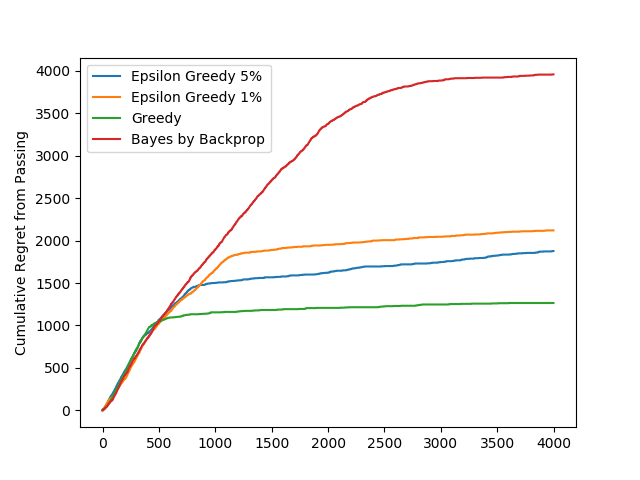 Epsilon Greedy 5%
Epsilon Greedy 1%
Greedy
Bayes by Backprop
Cumulative Regret from Passing
4000
3500
3000
2500
2000
1500
1000
500
0
0 500 1000 1500 2000 2500 3000 3500 4000